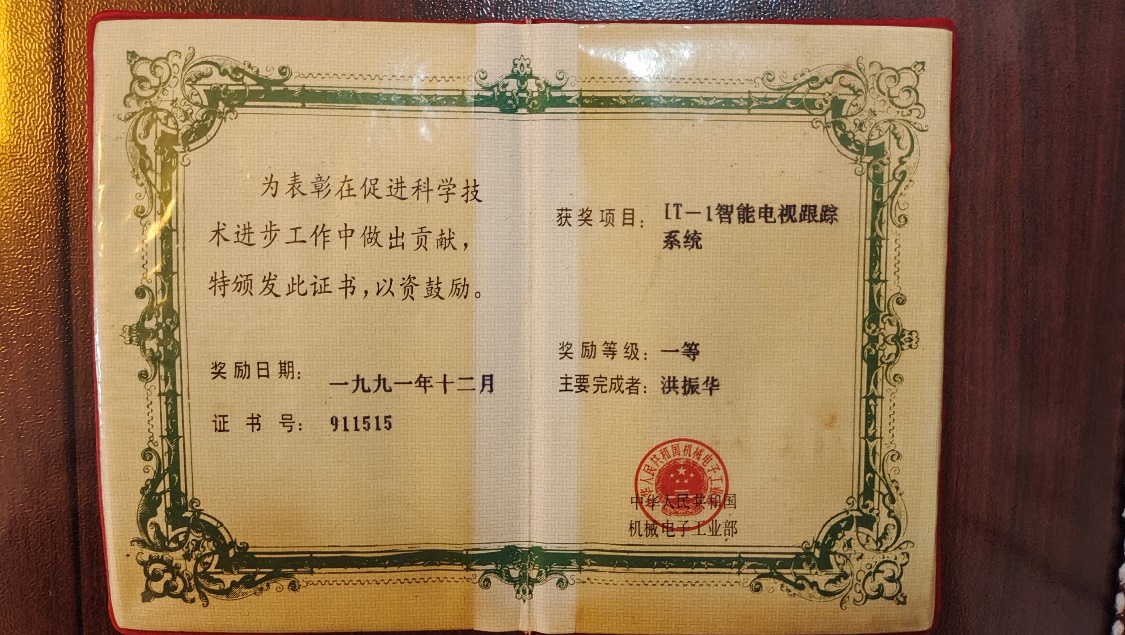 为表彰在促进科学技
术进步工作中做出贡献，
特颁发此证书，以资鼓励。
奖励日期： 一九九一年十二月
证书号： 911515
获奖项目： IT－1智能电视跟踪
系统
奖励等级： 一等
主要完成者： 洪振华
中华人民共和国机械电子工业部
中华人民共和国
机械电子工业部